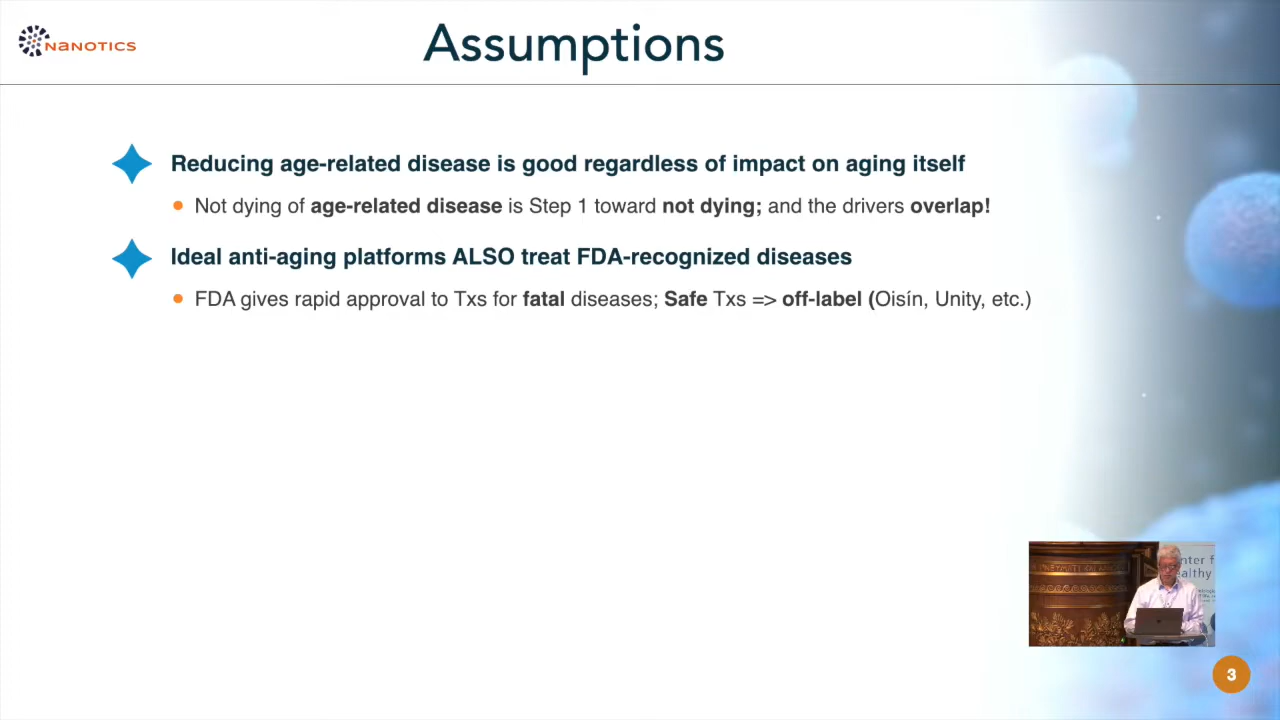 NANOTICS
Assumptions
Reducing age-related disease is good regardless of impact on aging itself
Not dying of age-related disease is Step 1 toward not dying; and the drivers overlap!
Ideal anti-aging platforms ALSO treat FDA-recognized diseases
FDA gives rapid approval to Txs for fatal diseases; Safe Txs => off-label (Oisín, Unity, etc.)
nter f
ealthy
3